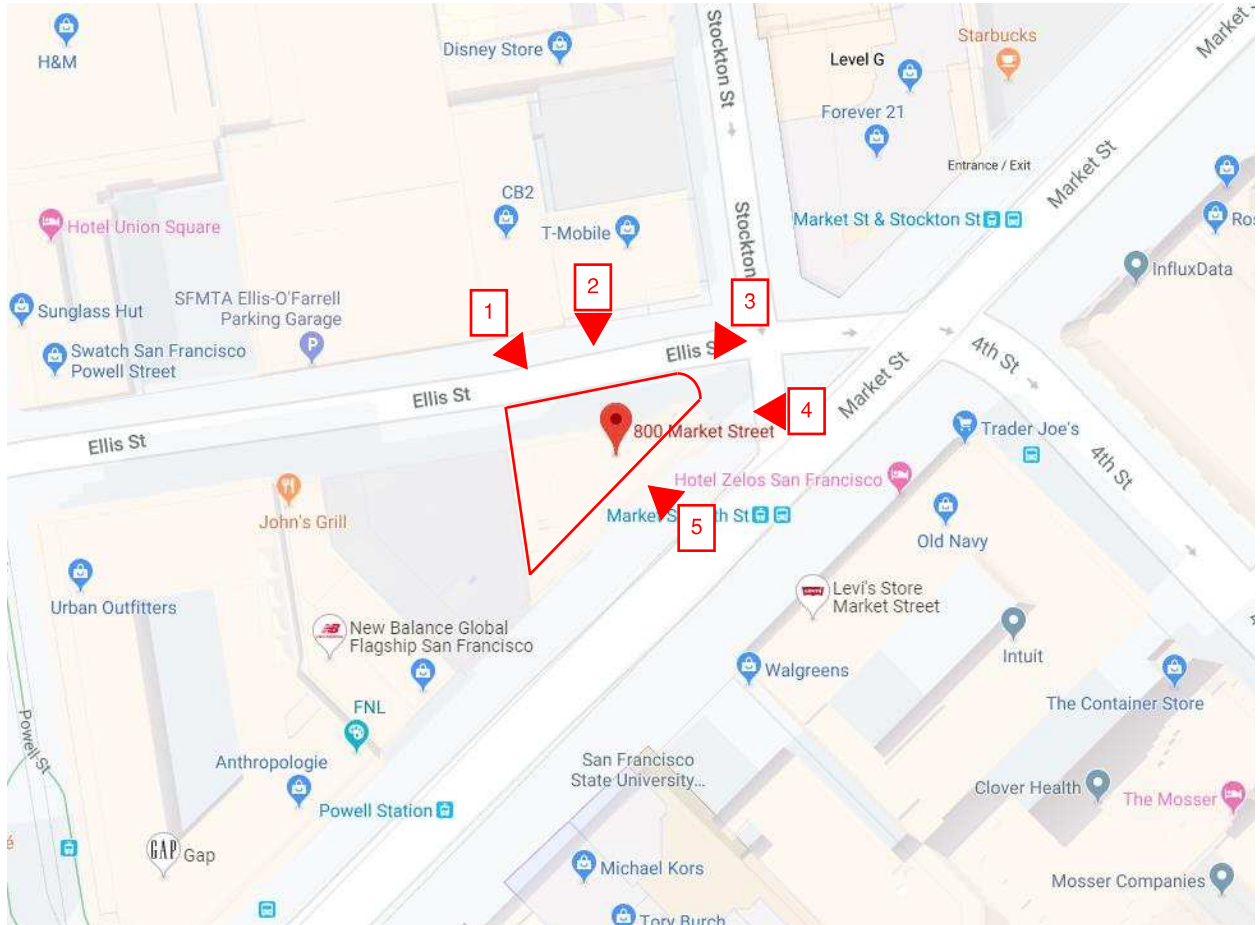 H&M
Disney Store
Stockton St
Level G
Starbucks
Market St
Forever 21
Entrance / Exit
Market St
CB2
T-Mobile
Stockton
Market St & Stockton St
Hotel Union Square
InfluxData
1
2
3
Sunglass Hut
SFMTA Ellis-O'Farrell
Parking Garage
Swatch San Francisco
Powell Street
Ellis St
Ellis St
Ellis St
4th St
Market St
4
800 Market Street
Trader Joe's
4th St
Hotel Zelos San Francisco
John's Grill
5
Old Navy
Urban Outfitters
Levi's Store
Market Street
New Balance Global
Flagship San Francisco
Intuit
Walgreens
The Container Store
FNL
Powell St
Anthropologie
San Francisco
State University...
Powell Station
Clover Health
The Mosser
GAP Gap
Michael Kors
Mosser Companies
Tory Burch